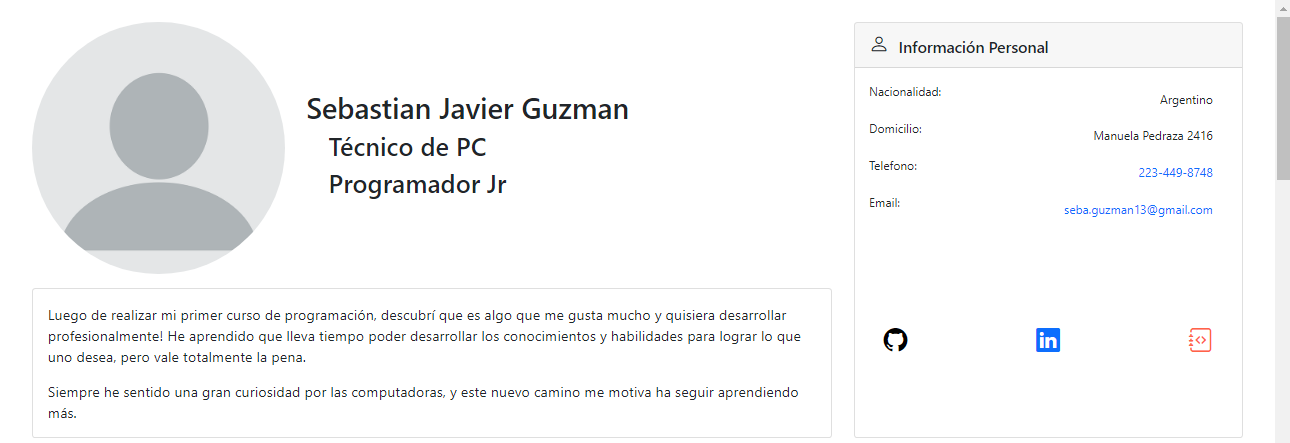 Sebastian Javier Guzman
Técnico de PC
Programador Jr
Luego de realizar mi primer curso de programación, descubrí que es algo que me gusta mucho y quisiera desarrollar
profesionalmente! He aprendido que lleva tiempo poder desarrollar los conocimientos y habilidades para lograr lo que
uno desea, pero vale totalmente la pena.
Siempre he sentido una gran curiosidad por las computadoras, y este nuevo camino me motiva ha seguir aprendiendo
más.
Información Personal
Nacionalidad:
Argentino
Domicilio:
Manuela Pedraza 2416
Telefono:
223-449-8748
Email:
seba.guzman13@gmail.com
in